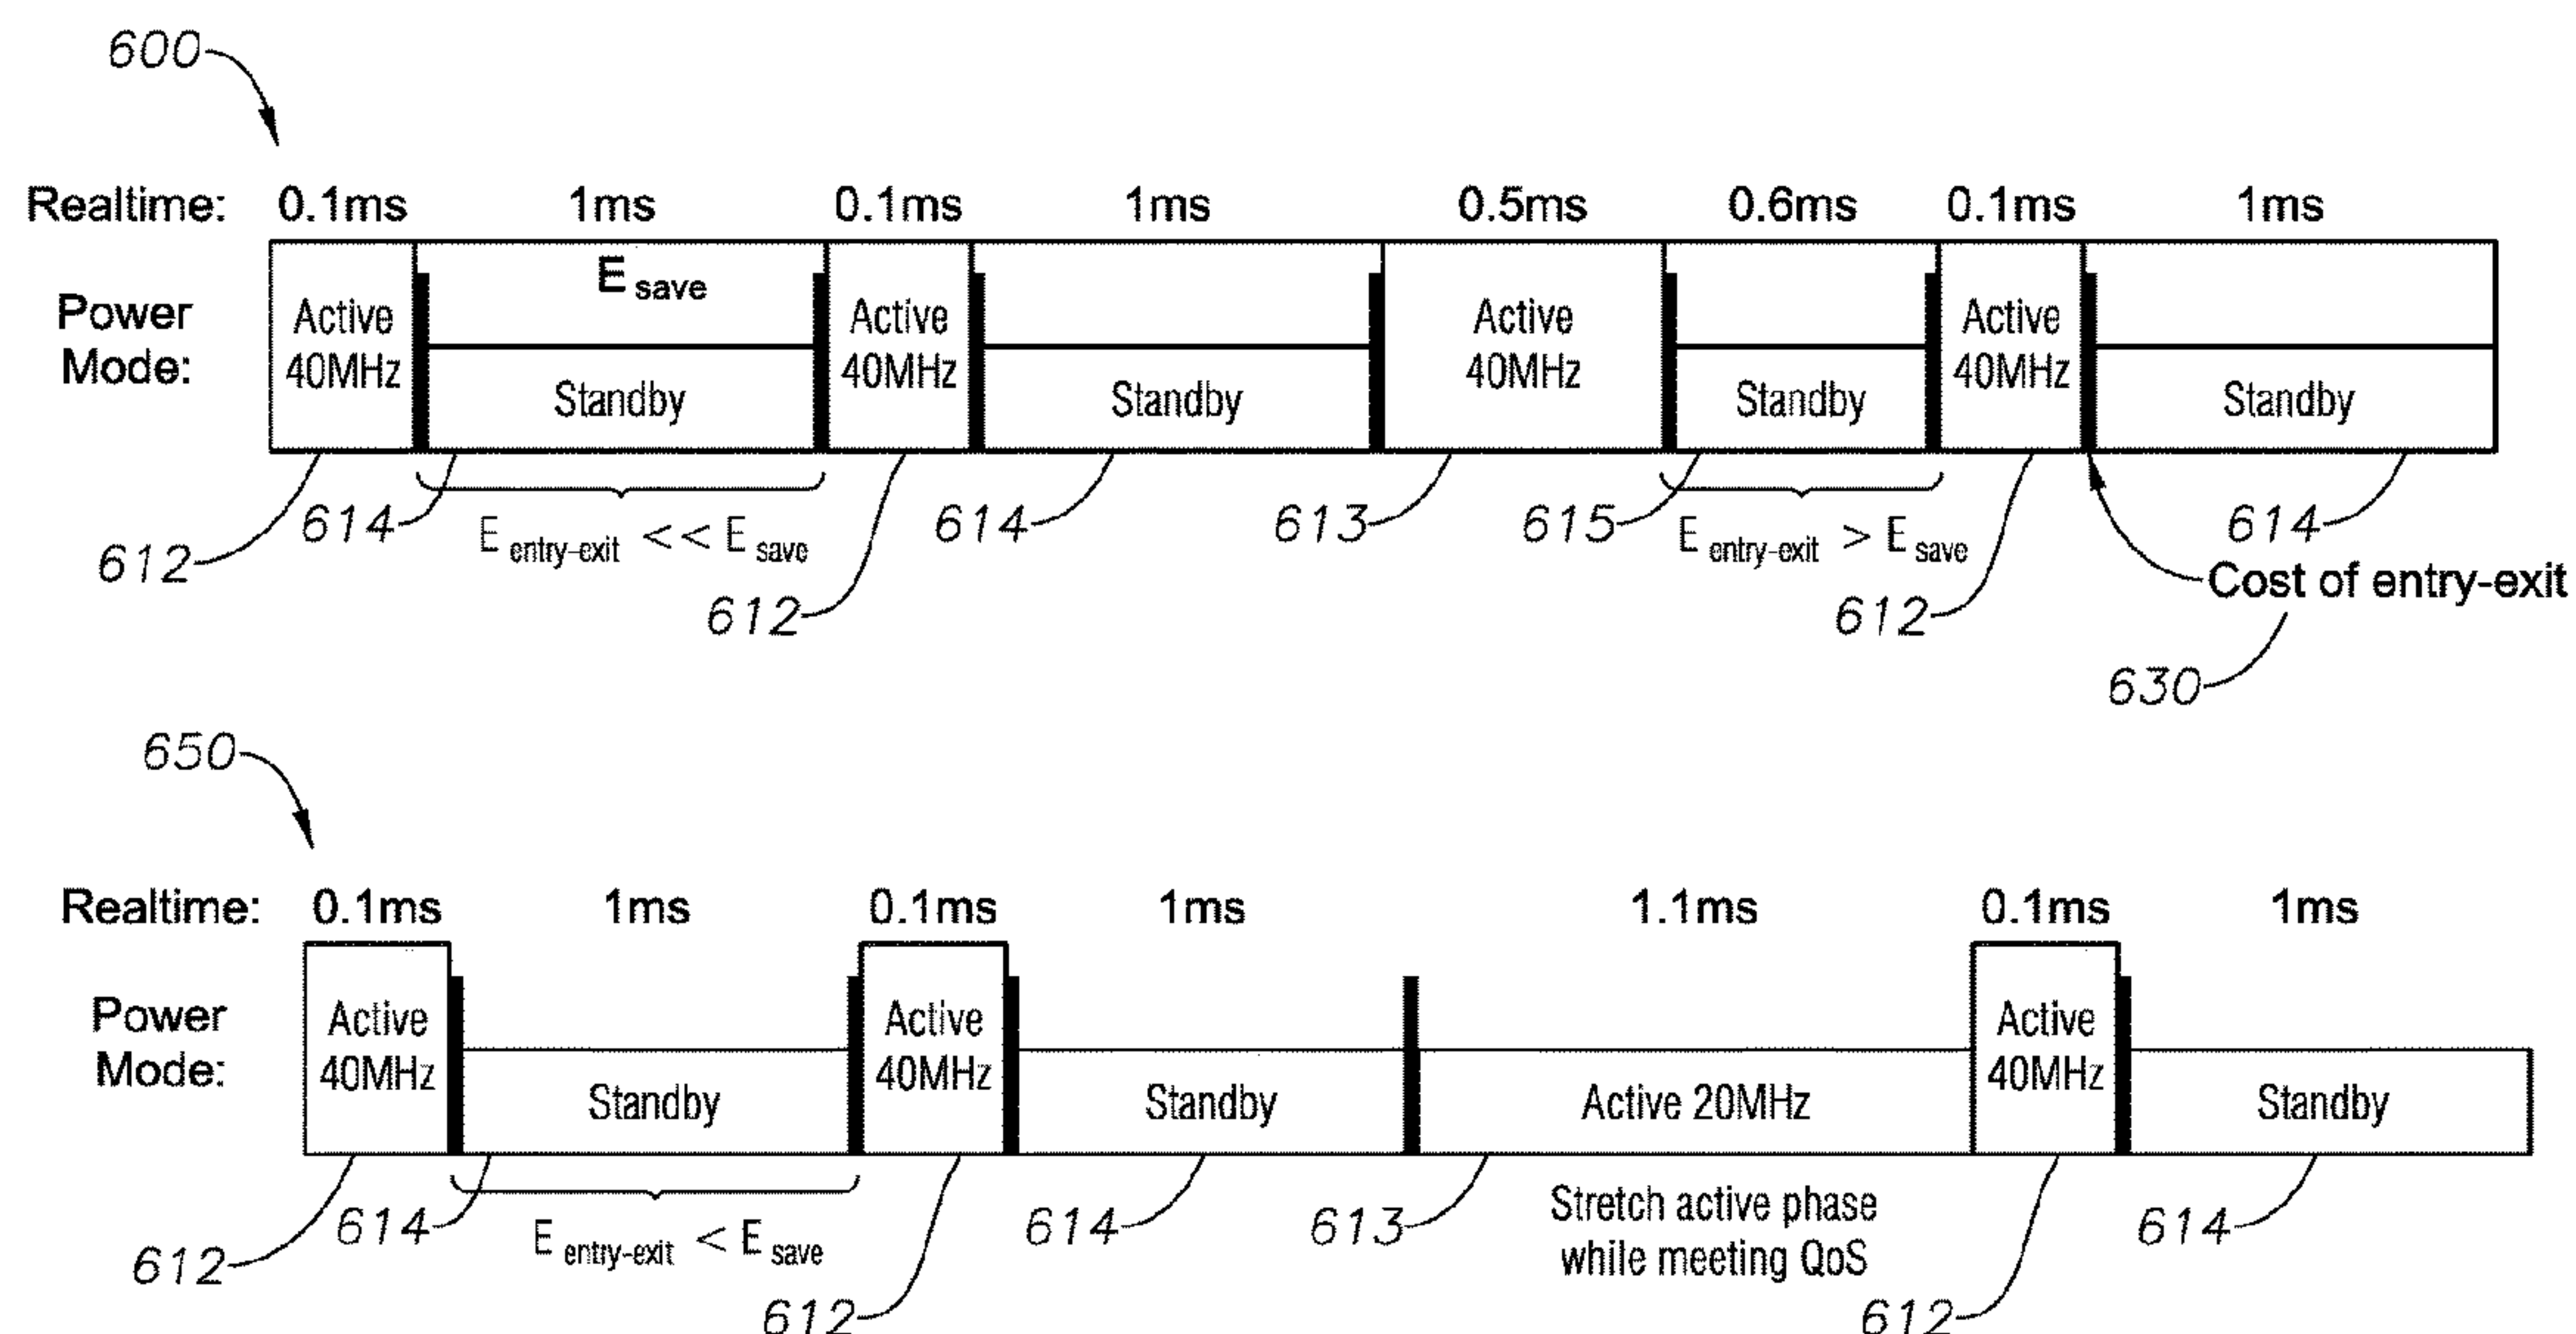 600
Realtime: 0.1ms 1ms 0.1ms 1ms 0.5ms 0.6ms 0.1ms 1ms
Power Mode:
Active 40MHz
E save
Standby
Active 40MHz
Standby
Active 40MHz
Standby
Active 40MHz
Standby
612
614
E entry-exit << E save
612
614
613
615
E entry-exit > E save
612
614
Cost of entry-exit
630
650
Realtime: 0.1ms 1ms 0.1ms 1ms 1.1ms 0.1ms 1ms
Power Mode:
Active 40MHz
Standby
Active 40MHz
Standby
Active 20MHz
Active 40MHz
Standby
612
614
E entry-exit < E save
612
614
613
Stretch active phase
while meeting QoS
612
614